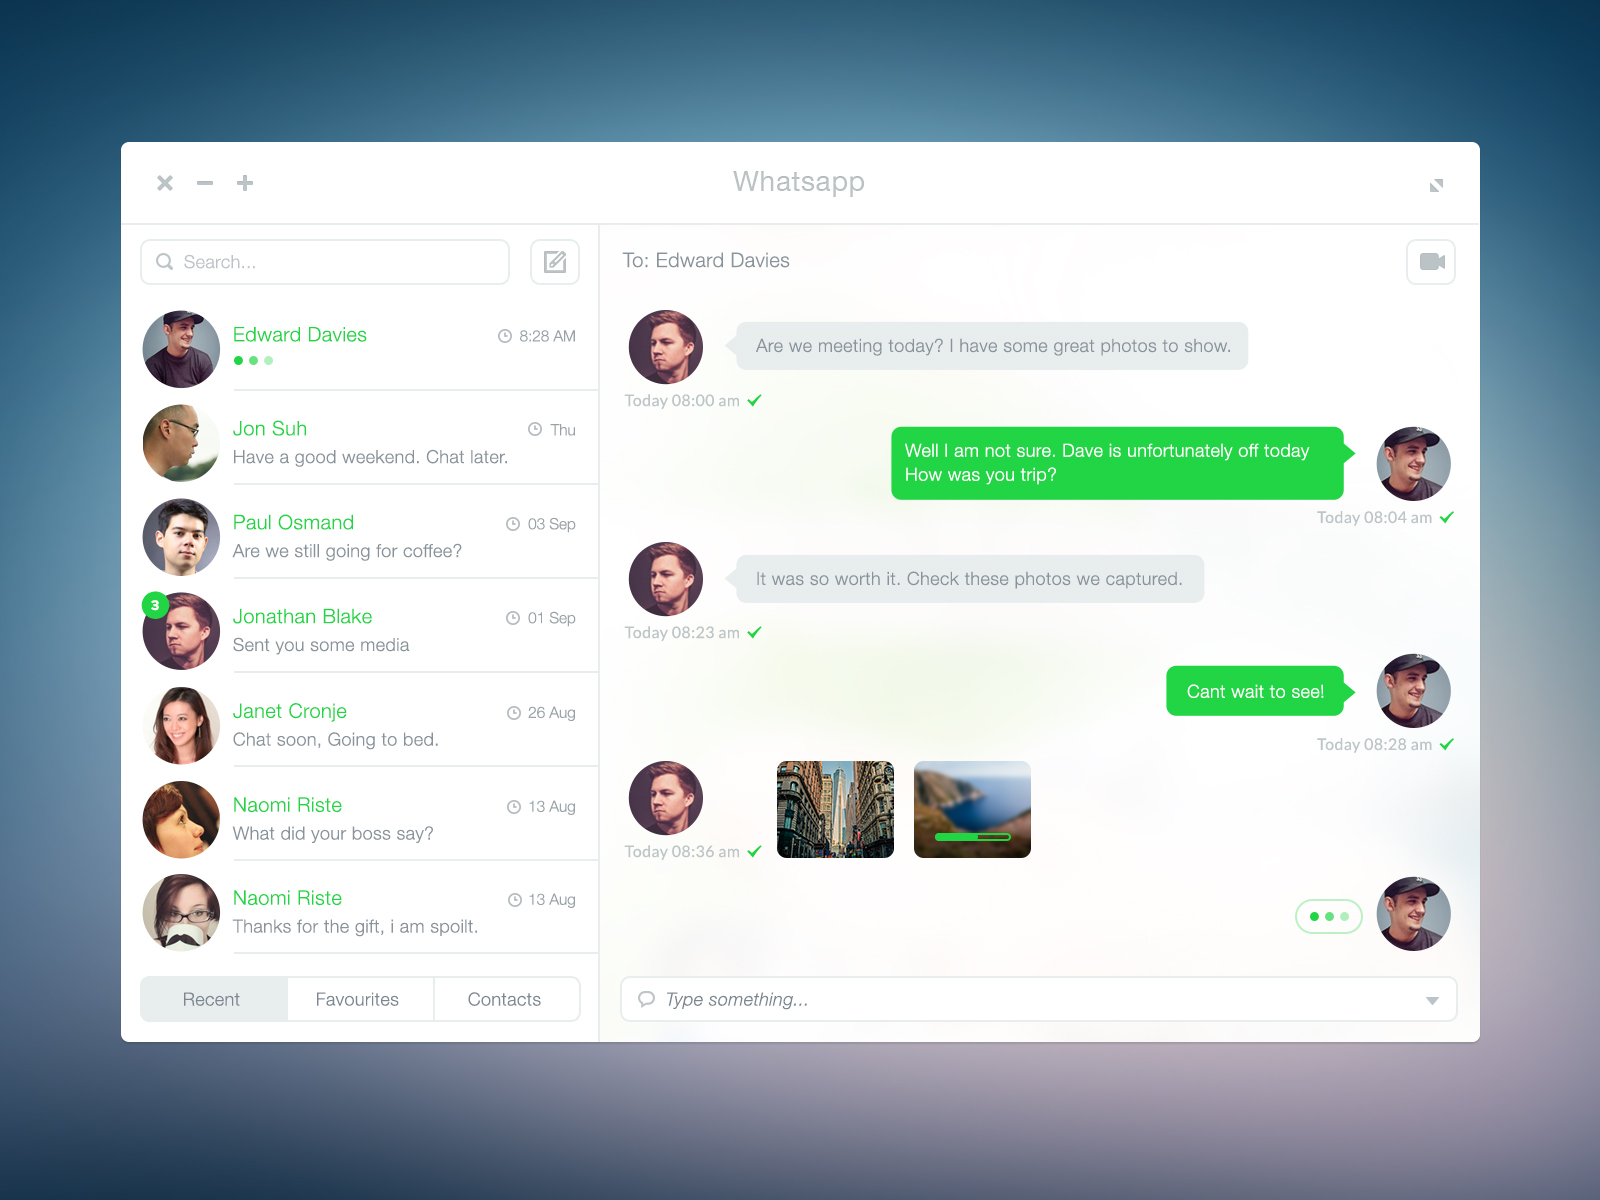 Whatsapp
Search...
Edward Davies
8:28 AM
Jon Suh
Thu
Have a good weekend. Chat later.
Paul Osmand
03 Sep
Are we still going for coffee?
3
Jonathan Blake
01 Sep
Sent you some media
Janet Cronje
26 Aug
Chat soon, Going to bed.
Naomi Riste
13 Aug
What did your boss say?
Naomi Riste
13 Aug
Thanks for the gift, i am spoilt.
Recent
Favourites
Contacts
To: Edward Davies
Are we meeting today? I have some great photos to show.
Today 08:00 am
Well I am not sure. Dave is unfortunately off today
How was you trip?
Today 08:04 am
It was so worth it. Check these photos we captured.
Today 08:23 am
Cant wait to see!
Today 08:28 am
Today 08:36 am
Type something...